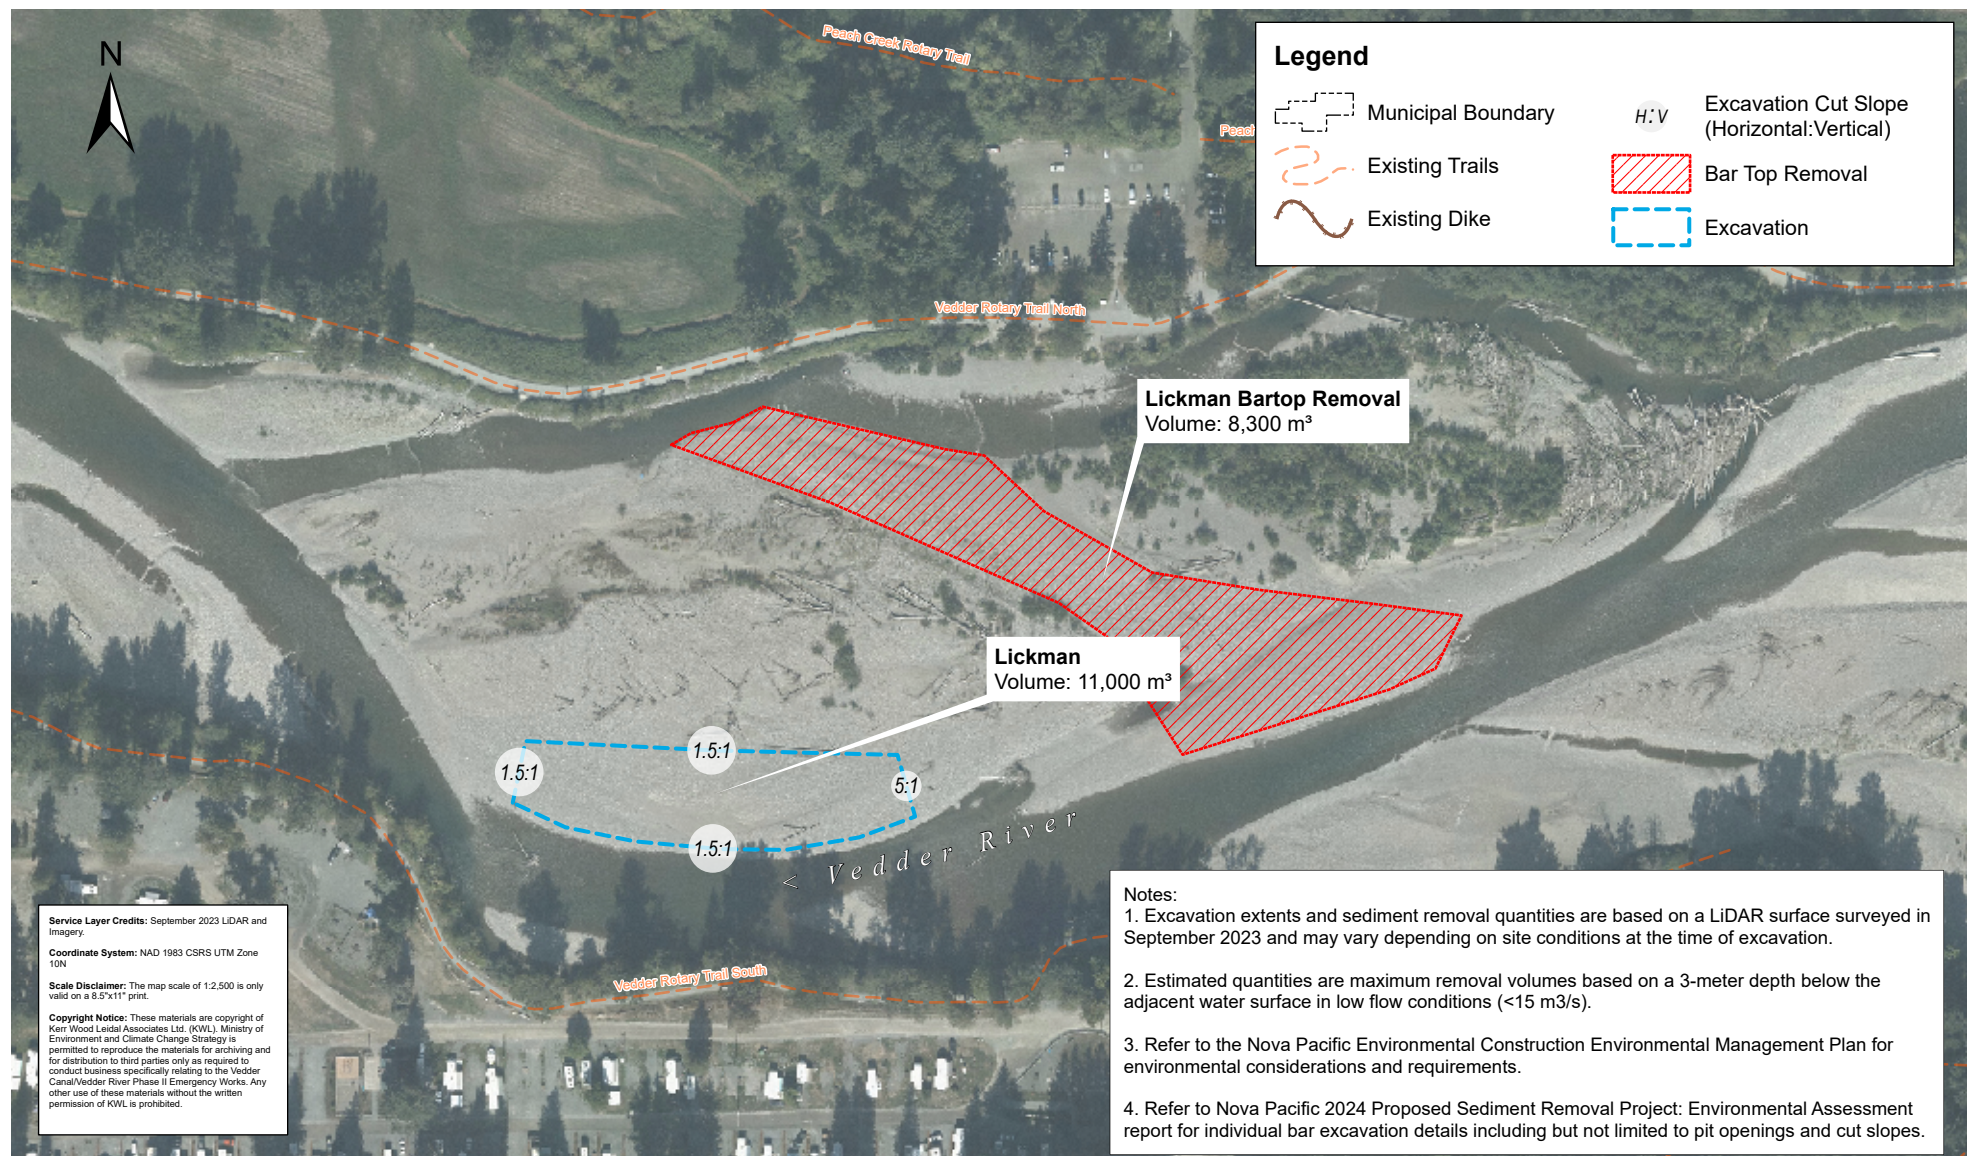 N
Peach Creek Rotary Trail
Peach
Legend
Municipal Boundary
Existing Trails
Existing Dike
H:V
Excavation Cut Slope
(Horizontal:Vertical)
Bar Top Removal
Excavation
Vedder Rotary Trail North
Lickman Bartop Removal
Volume: 8,300 m³
Lickman
Volume: 11,000 m³
1.5:1
1.5:1
5:1
1.5:1
< Vedder River
Vedder Rotary Trail South
Service Layer Credits: September 2023 LiDAR and
Imagery.
Coordinate System: NAD 1983 CSRS UTM Zone
10N
Scale Disclaimer: The map scale of 1:2,500 is only
valid on a 8.5"x11" print.
Copyright Notice: These materials are copyright of
Kerr Wood Leidal Associates Ltd. (KWL). Ministry of
Environment and Climate Change Strategy is
permitted to reproduce the materials for archiving and
for distribution to third parties only as required to
conduct business specifically relating to the Vedder
Canal/Vedder River Phase II Emergency Works. Any
other use of these materials without the written
permission of KWL is prohibited.
Notes:
1. Excavation extents and sediment removal quantities are based on a LiDAR surface surveyed in
September 2023 and may vary depending on site conditions at the time of excavation.
2. Estimated quantities are maximum removal volumes based on a 3-meter depth below the
adjacent water surface in low flow conditions (<15 m3/s).
3. Refer to the Nova Pacific Environmental Construction Environmental Management Plan for
environmental considerations and requirements.
4. Refer to Nova Pacific 2024 Proposed Sediment Removal Project: Environmental Assessment
report for individual bar excavation details including but not limited to pit openings and cut slopes.